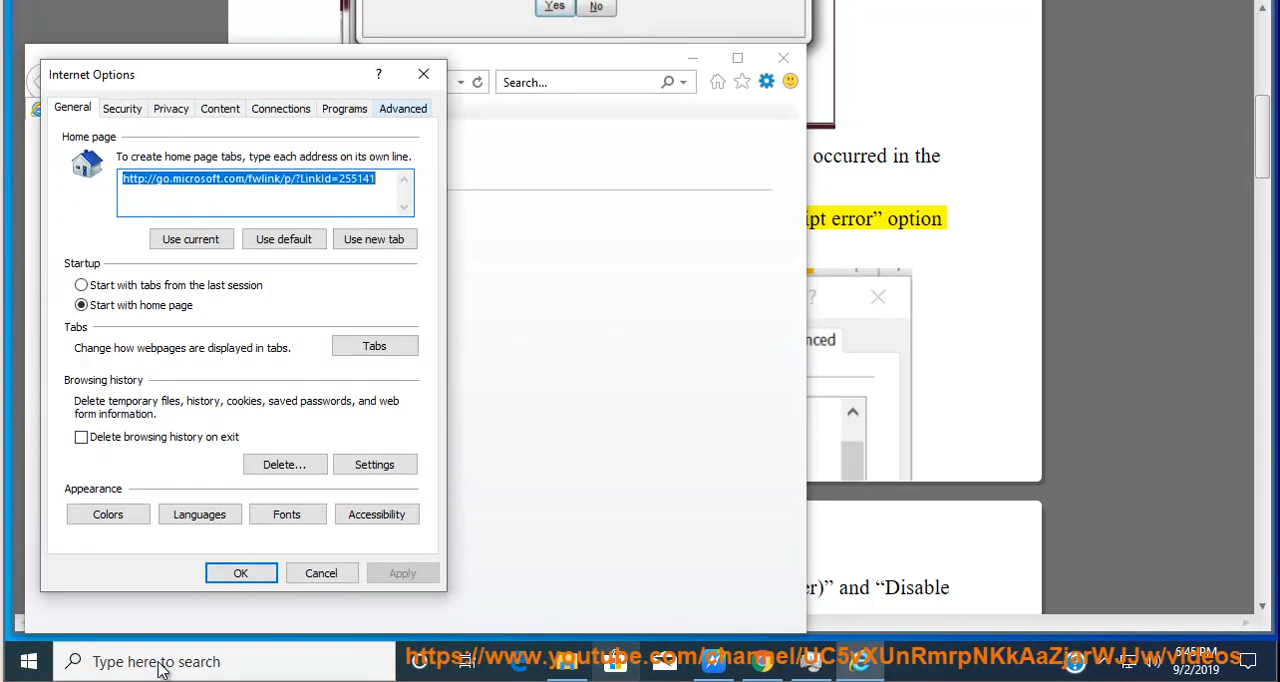 Yes No
Internet Options ?
Search...
General Security Privacy Content Connections Programs Advanced
Home page
To create home page tabs, type each address on its own line.
http://go.microsoft.com/fwlink/p/?LinkId=255141
Use current Use default Use new tab
Startup
Start with tabs from the last session
Start with home page
Tabs
Change how webpages are displayed in tabs. Tabs
Browsing history
Delete temporary files, history, cookies, saved passwords, and web
form information.
Delete browsing history on exit
Delete... Settings
Appearance
Colors Languages Fonts Accessibility
OK Cancel Apply
occurred in the
ipt error” option
?
nced
er)” and “Disable
Type here to search
5:45 PM
9/2/2019